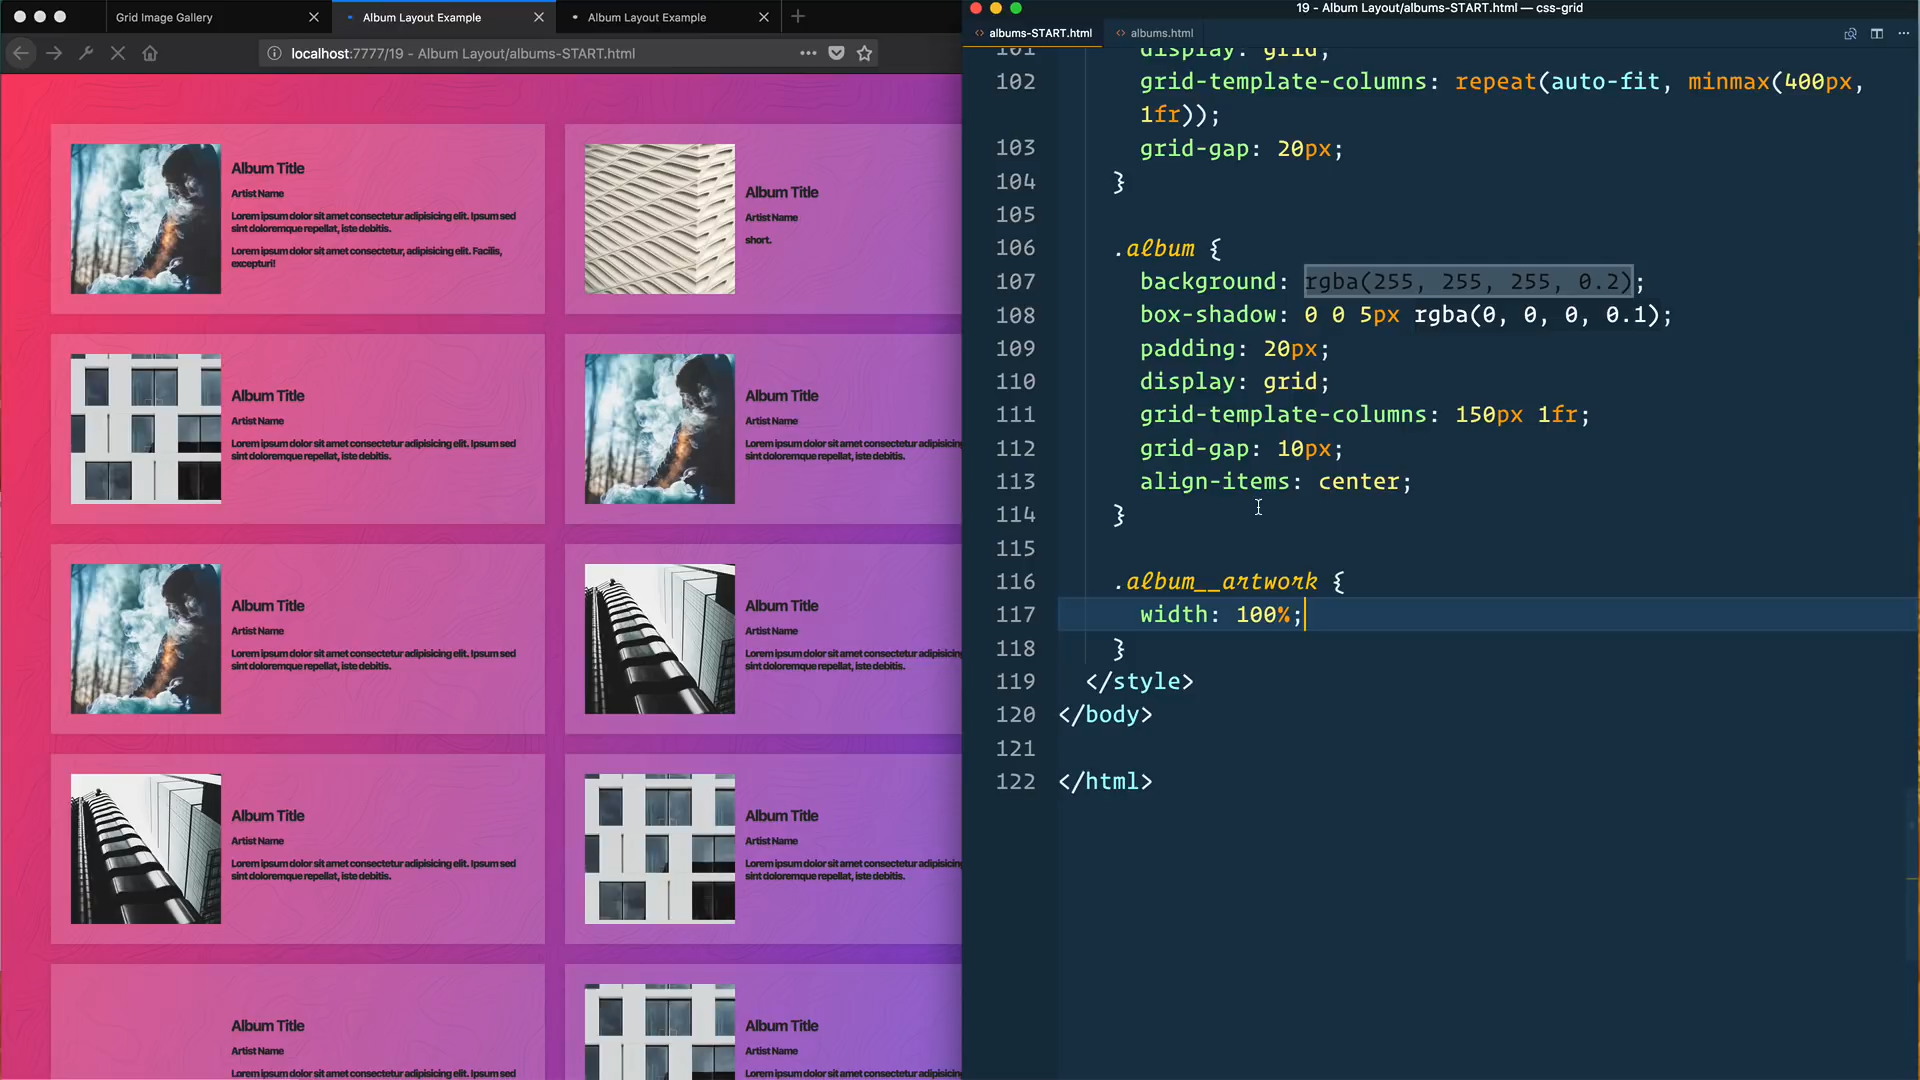 Grid Image Gallery
Album Layout Example
Album Layout Example
localhost:7777/19 - Album Layout/albums-START.html
Album Title
Artist Name
Lorem ipsum dolor sit amet consectetur adipisicing elit. Ipsum sed
sint doloremque repellat, iste debitis.
Lorem ipsum dolor sit amet consectetur, adipisicing elit. Facilis,
excepturi!
Album Title
Artist Name
short.
Album Title
Artist Name
Lorem ipsum dolor sit amet consectetur adipisicing elit. Ipsum sed
sint doloremque repellat, iste debitis.
Album Title
Artist Name
Lorem ipsum dolor sit amet consectetur adipisicing
sint doloremque repellat, iste debitis.
Album Title
Artist Name
Lorem ipsum dolor sit amet consectetur adipisicing elit. Ipsum sed
sint doloremque repellat, iste debitis.
Album Title
Artist Name
Lorem ipsum dolor sit amet consectetur adipisicing
sint doloremque repellat, iste debitis.
Album Title
Artist Name
Lorem ipsum dolor sit amet consectetur adipisicing elit. Ipsum sed
sint doloremque repellat, iste debitis.
Album Title
Artist Name
Lorem ipsum dolor sit amet consectetur adipisicing
sint doloremque repellat, iste debitis.
Album Title
Artist Name
Lorem ipsum dolor sit amet consectetur adipisicing elit. Ipsum sed
Album Title
Artist Name
Lorem ipsum dolor sit amet consectetur adipisicing
19 - Album Layout/albums-START.html — css-grid
albums-START.html
albums.html
101 display: grid;
102 grid-template-columns: repeat(auto-fit, minmax(400px,
1fr));
103 grid-gap: 20px;
104 }
105
106 .album {
107 background: rgba(255, 255, 255, 0.2);
108 box-shadow: 0 0 5px rgba(0, 0, 0, 0.1);
109 padding: 20px;
110 display: grid;
111 grid-template-columns: 150px 1fr;
112 grid-gap: 10px;
113 align-items: center;
114 }
115
116 .album__artwork {
117 width: 100%;
118 }
119 </style>
120 </body>
121
122 </html>